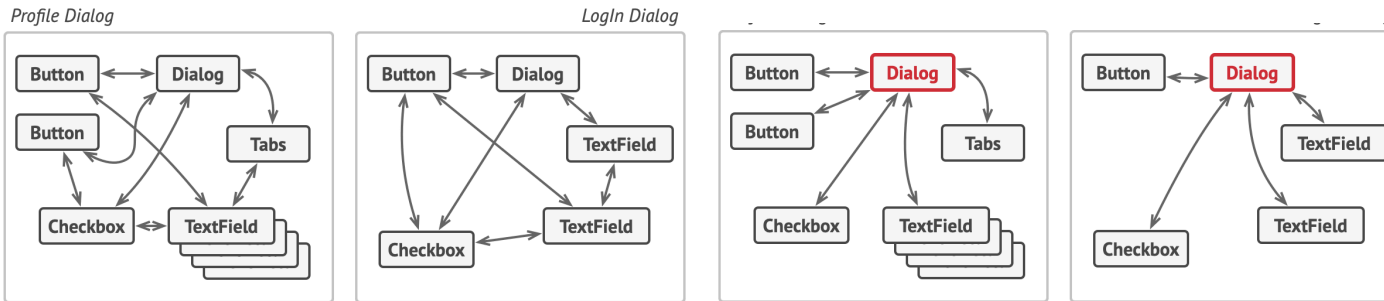 Profile Dialog
LogIn Dialog
Button
Dialog
Button
Tabs
Checkbox
TextField
Button
Dialog
TextField
TextField
Checkbox
Button
Dialog
Button
Tabs
Checkbox
TextField
Button
Dialog
TextField
TextField
Checkbox